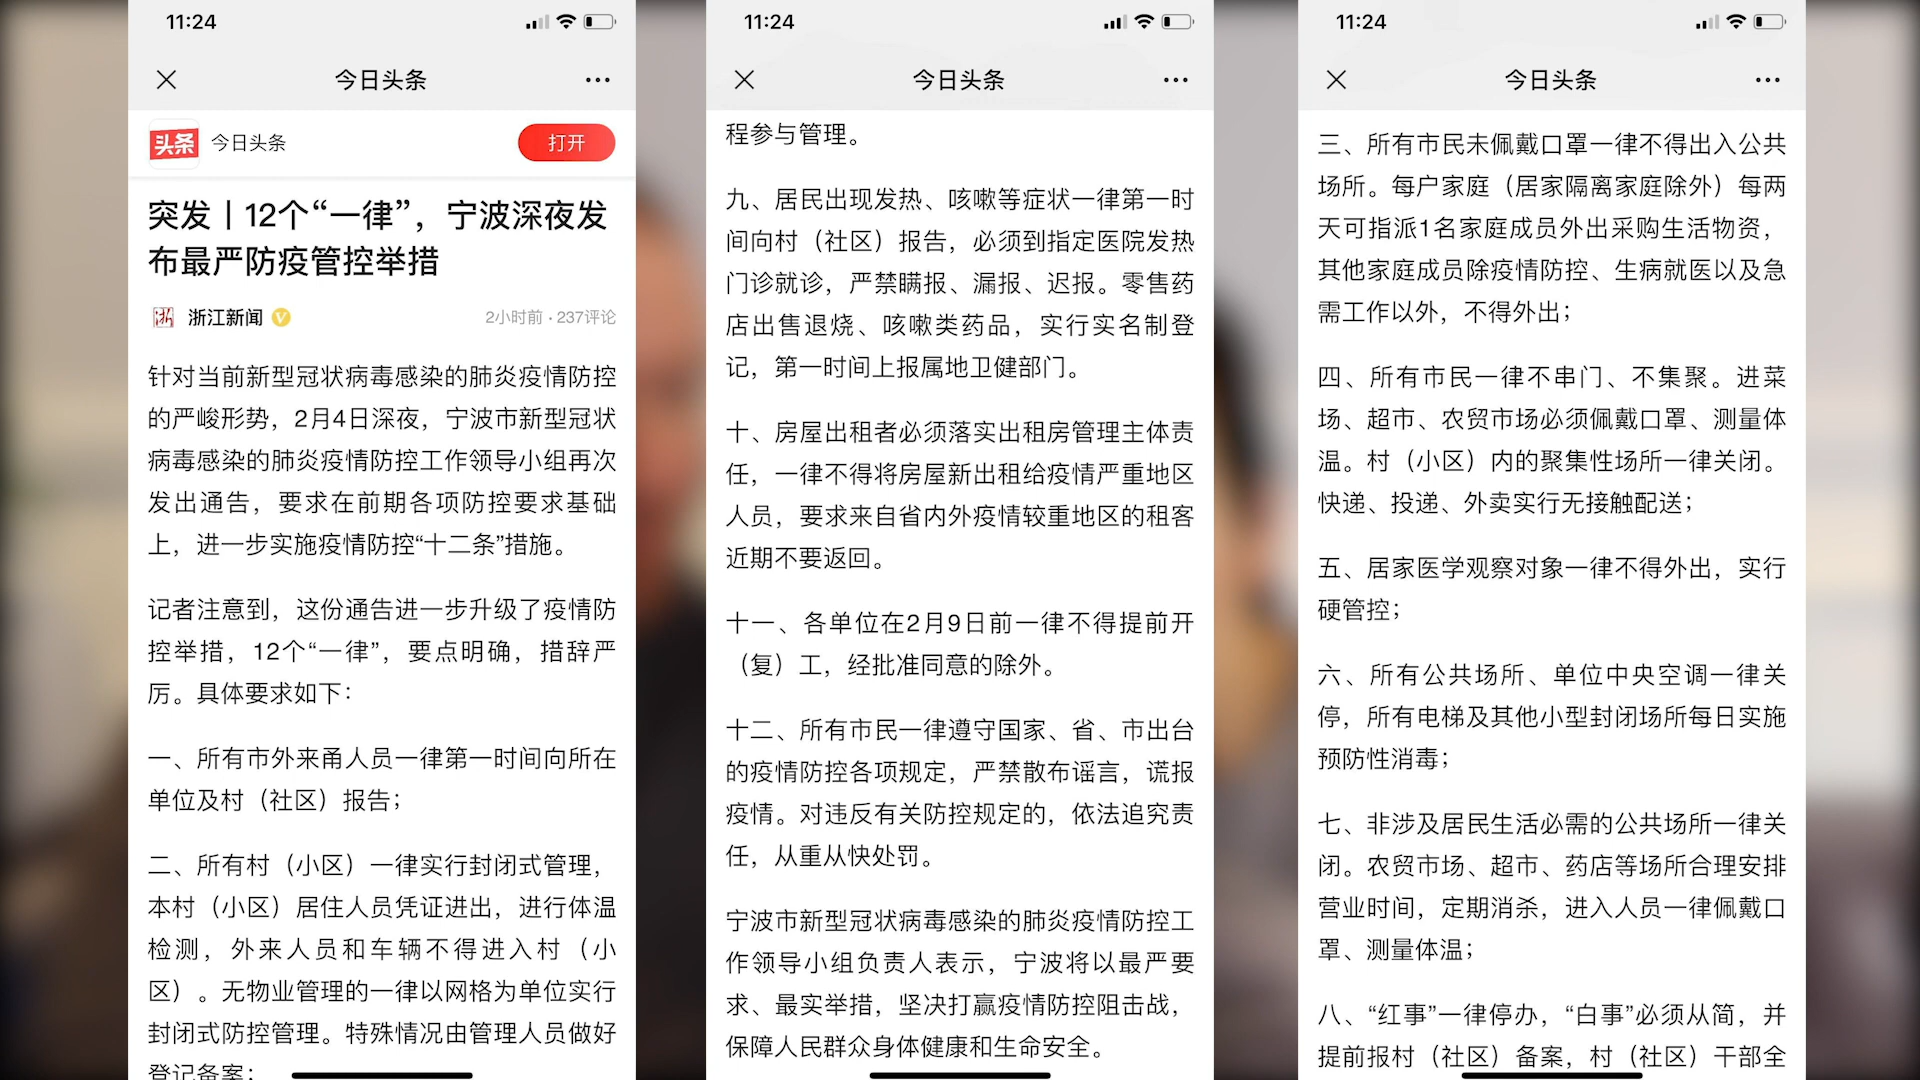 11:24
今日头条
头条 今日头条 打开
突发丨12个“一律”，宁波深夜发
布最严防疫管控举措
浙 浙江新闻 V 2小时前·237评论
针对当前新型冠状病毒感染的肺炎疫情防控
的严峻形势，2月4日深夜，宁波市新型冠状
病毒感染的肺炎疫情防控工作领导小组再次
发出通告，要求在前期各项防控要求基础
上，进一步实施疫情防控“十二条”措施。
记者注意到，这份通告进一步升级了疫情防
控举措，12个“一律”，要点明确，措辞严
厉。具体要求如下：
一、所有市外来甬人员一律第一时间向所在
单位及村（社区）报告；
二、所有村（小区）一律实行封闭式管理，
本村（小区）居住人员凭证进出，进行体温
检测，外来人员和车辆不得进入村（小
区）。无物业管理的一律以网格为单位实行
封闭式防控管理。特殊情况由管理人员做好
登记备案；
11:24
今日头条
程参与管理。
九、居民出现发热、咳嗽等症状一律第一时
间向村（社区）报告，必须到指定医院发热
门诊就诊，严禁瞒报、漏报、迟报。零售药
店出售退烧、咳嗽类药品，实行实名制登
记，第一时间上报属地卫健部门。
十、房屋出租者必须落实出租房管理主体责
任，一律不得将房屋新出租给疫情严重地区
人员，要求来自省内外疫情较重地区的租客
近期不要返回。
十一、各单位在2月9日前一律不得提前开
（复）工，经批准同意的除外。
十二、所有市民一律遵守国家、省、市出台
的疫情防控各项规定，严禁散布谣言，谎报
疫情。对违反有关防控规定的，依法追究责
任，从重从快处罚。
宁波市新型冠状病毒感染的肺炎疫情防控工
作领导小组负责人表示，宁波将以最严要
求、最实举措，坚决打赢疫情防控阻击战，
保障人民群众身体健康和生命安全。
11:24
今日头条
三、所有市民未佩戴口罩一律不得出入公共
场所。每户家庭（居家隔离家庭除外）每两
天可指派1名家庭成员外出采购生活物资，
其他家庭成员除疫情防控、生病就医以及急
需工作以外，不得外出；
四、所有市民一律不串门、不集聚。进菜
场、超市、农贸市场必须佩戴口罩、测量体
温。村（小区）内的聚集性场所一律关闭。
快递、投递、外卖实行无接触配送；
五、居家医学观察对象一律不得外出，实行
硬管控；
六、所有公共场所、单位中央空调一律关
停，所有电梯及其他小型封闭场所每日实施
预防性消毒；
七、非涉及居民生活必需的公共场所一律关
闭。农贸市场、超市、药店等场所合理安排
营业时间，定期消杀，进入人员一律佩戴口
罩、测量体温；
八、“红事”一律停办，“白事”必须从简，并
提前报村（社区）备案，村（社区）干部全